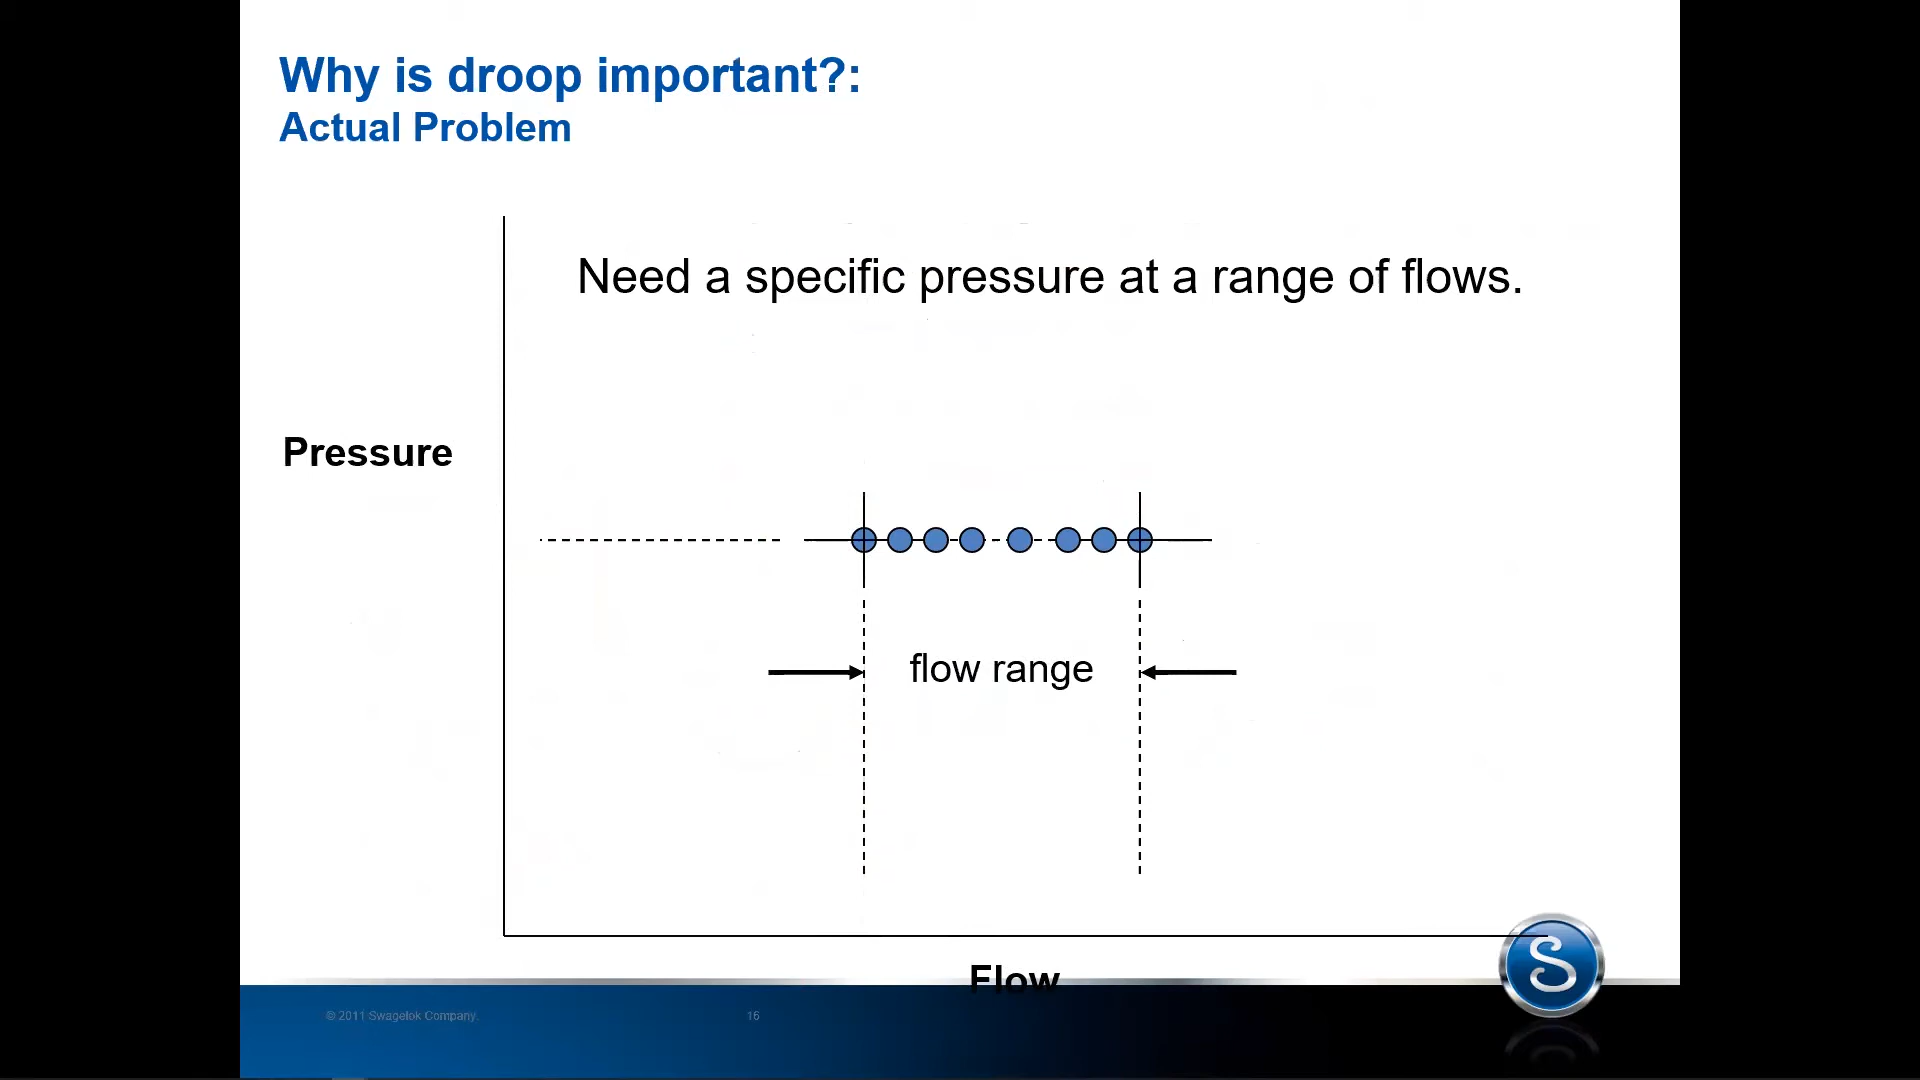 Why is droop important?:
Actual Problem
Need a specific pressure at a range of flows.
Pressure
flow range
Flow
© 2011 Swagelok Company.
16
S